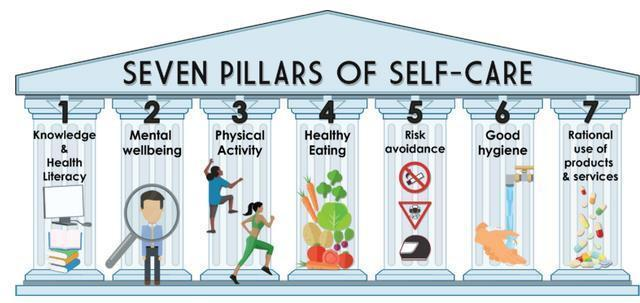 SEVEN PILLARS OF SELF-CARE
1
Knowledge
&
Health
Literacy
2
Mental
wellbeing
3
Physical
Activity
4
Healthy
Eating
5
Risk
avoidance
6
Good
hygiene
7
Rational
use of
products
& services